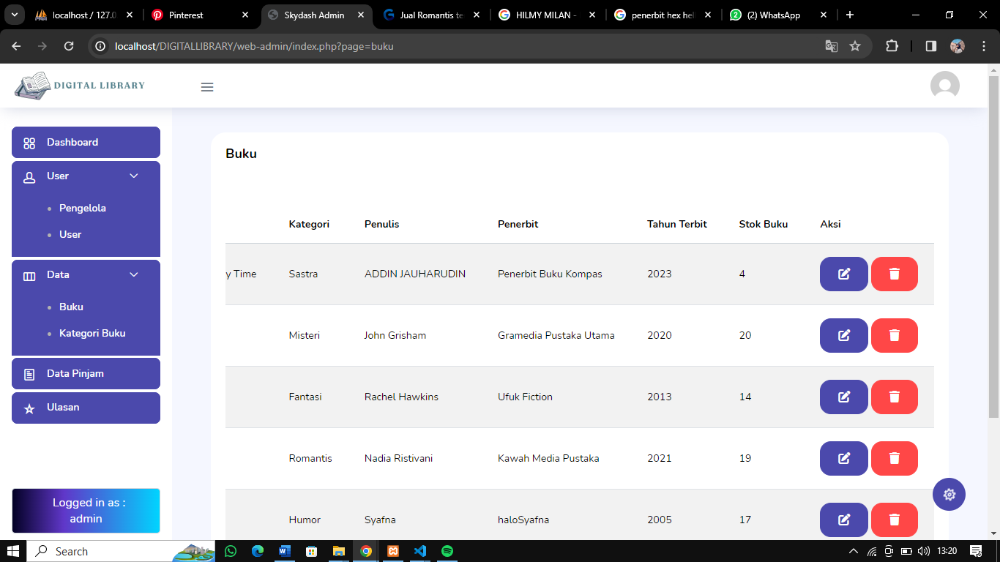 localhost / 127.0
Pinterest
Skydash Admin
Jual Romantis te
HILMY MILAN -
penerbit hex hel
(2) WhatsApp
localhost/DIGITALLIBRARY/web-admin/index.php?page=buku
DIGITAL LIBRARY
Dashboard
User
Pengelola
User
Data
Buku
Kategori Buku
Data Pinjam
Ulasan
Logged in as :
admin
Buku
Kategori Penulis Penerbit Tahun Terbit Stok Buku Aksi
y Time Sastra ADDIN JAUHARUDIN Penerbit Buku Kompas 2023 4
Misteri John Grisham Gramedia Pustaka Utama 2020 20
Fantasi Rachel Hawkins Ufuk Fiction 2013 14
Romantis Nadia Ristivani Kawah Media Pustaka 2021 19
Humor Syafna haloSyafna 2005 17
Search
13:20